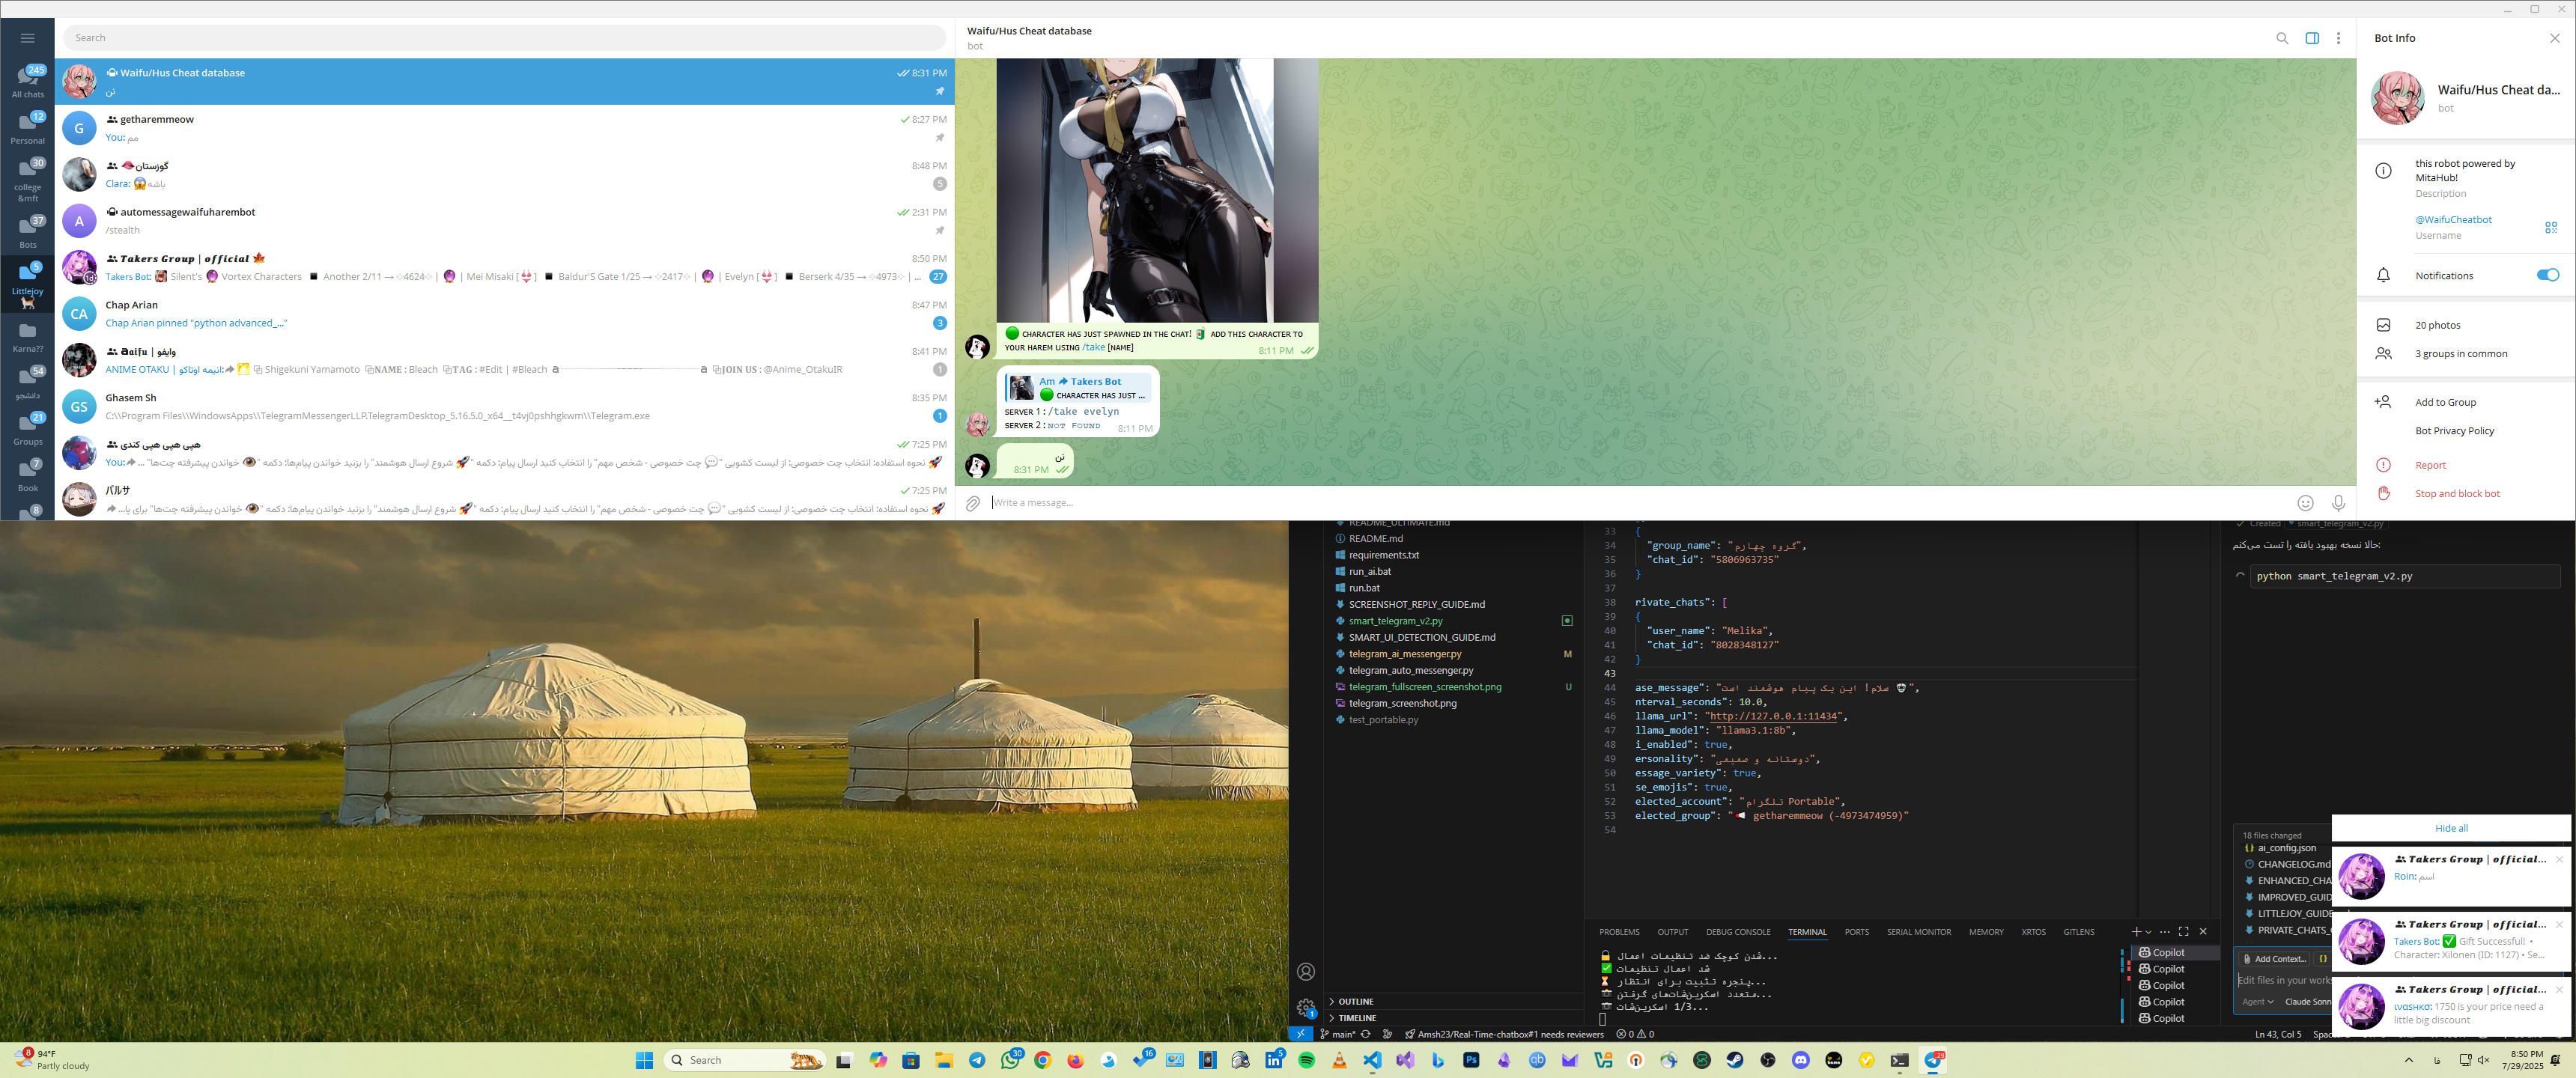 Search
245
All chats
12
Personal
30
college
&mft
37
Bots
5
Littlejoy
Karna??
54
دانشجو
21
Groups
7
Book
8
Waifu/Hus Cheat database
8:31 PM
نن
G
getharemmeow
8:27 PM
You: مم
گوزستان
8:48 PM
Clara: 😱 باشه
5
A
automessagewaifuharembot
2:31 PM
/stealth
Takers Group | official 🍁
8:50 PM
Takers Bot: Silent's 🔮 Vortex Characters ◾ Another 2/11 → ◇4624◇ | 🔮 | Mei Misaki [👙] ◾ Baldur'S Gate 1/25 → ◇2417◇ | 🔮 | Evelyn [👙] ◾ Berserk 4/35 → ◇4973◇ | ...
27
CA
Chap Arian
8:47 PM
Chap Arian pinned "python advanced_..."
3
aaifu | وایفو
8:41 PM
ANIME OTAKU | انیمه اوتاکو: Shigekuni Yamamoto NAME : Bleach TAG : #Edit | #Bleach a a JOIN US : @Anime_OtakuIR
1
GS
Ghasem Sh
8:35 PM
C:\\Program Files\\WindowsApps\\TelegramMessengerLLP.TelegramDesktop_5.16.5.0_x64__t4vj0pshhgkwm\\Telegram.exe
1
هپی هپی هپی کندی
7:25 PM
You: 🚀 نحوه استفاده: انتخاب چت خصوصی: از لیست کشویی "💬 چت خصوصی - شخص مهم" را انتخاب کنید ارسال پیام: دکمه "🚀 شروع ارسال هوشمند" را بزنید خواندن پیام‌ها: دکمه "👁 خواندن پیشرفته چت‌ها" ...
パルサ
7:25 PM
🚀 نحوه استفاده: انتخاب چت خصوصی: از لیست کشویی "💬 چت خصوصی - شخص مهم" را انتخاب کنید ارسال پیام: دکمه "🚀 شروع ارسال هوشمند" را بزنید خواندن پیام‌ها: دکمه "👁 خواندن پیشرفته چت‌ها" برای پا...
Waifu/Hus Cheat database
bot
🟢 CHARACTER HAS JUST SPAWNED IN THE CHAT! ADD THIS CHARACTER TO
YOUR HAREM USING /take [NAME]
8:11 PM
Am Takers Bot
🟢 CHARACTER HAS JUST ...
SERVER 1 : /take evelyn
SERVER 2 : NOT FOUND
8:11 PM
نن
8:31 PM
Write a message...
Bot Info
Waifu/Hus Cheat da...
bot
this robot powered by
MitaHub!
Description
@WaifuCheatbot
Username
Notifications
20 photos
3 groups in common
Add to Group
Bot Privacy Policy
Report
Stop and block bot
README_ULTIMATE.md
README.md
requirements.txt
run_ai.bat
run.bat
SCREENSHOT_REPLY_GUIDE.md
smart_telegram_v2.py
SMART_UI_DETECTION_GUIDE.md
telegram_ai_messenger.py
M
telegram_auto_messenger.py
telegram_fullscreen_screenshot.png
U
telegram_screenshot.png
test_portable.py
OUTLINE
TIMELINE
33 {
34 "group_name": "گروه چهارم",
35 "chat_id": "5806963735"
36 }
37
38 rivate_chats": [
39 {
40 "user_name": "Melika",
41 "chat_id": "8028348127"
42 }
43
44 ase_message": "سلام! این یک پیام هوشمند است 🤖",
45 nterval_seconds": 10.0,
46 llama_url": "http://127.0.0.1:11434",
47 llama_model": "llama3.1:8b",
48 i_enabled": true,
49 ersonality": "دوستانه و صمیمی",
50 essage_variety": true,
51 se_emojis": true,
52 elected_account": "تلگرام Portable",
53 elected_group": "📢 getharemmeow (-4973474959)"
54
PROBLEMS OUTPUT DEBUG CONSOLE TERMINAL PORTS SERIAL MONITOR MEMORY XRTOS GITLENS
🔒 شدن کوچک ضد تنظیمات اعمال...
✅ شد اعمال تنظیمات
⏳ پنجره تثبیت برای انتظار...
متعدد اسکرین‌شات‌های گرفتن...
اسکرین‌شات 1/3...
Copilot
Copilot
Copilot
Copilot
Copilot
Created smart_telegram_v2.py
حالا نسخه بهبود یافته را تست می‌کنم:
python smart_telegram_v2.py
18 files changed
ai_config.json
CHANGELOG.md
ENHANCED_CHA
IMPROVED_GUID
LITTLEJOY_GUIDE
PRIVATE_CHATS_
Add Context...
Edit files in your works
Agent
Claude Sonn
Hide all
Takers Group | official...
Roin: اسم
Takers Group | official...
Takers Bot: ✅ Gift Successful! •
Character: Xilonen (ID: 1127) • Se...
Takers Group | official...
ιναѕнкα: 1750 is your price need a
little big discount
1
main*
Amsh23/Real-Time-chatbox#1 needs reviewers
0 0
Ln 43, Col 5
8
94°F
Partly cloudy
Search
30
16
5
29
فا
8:50 PM
7/29/2025